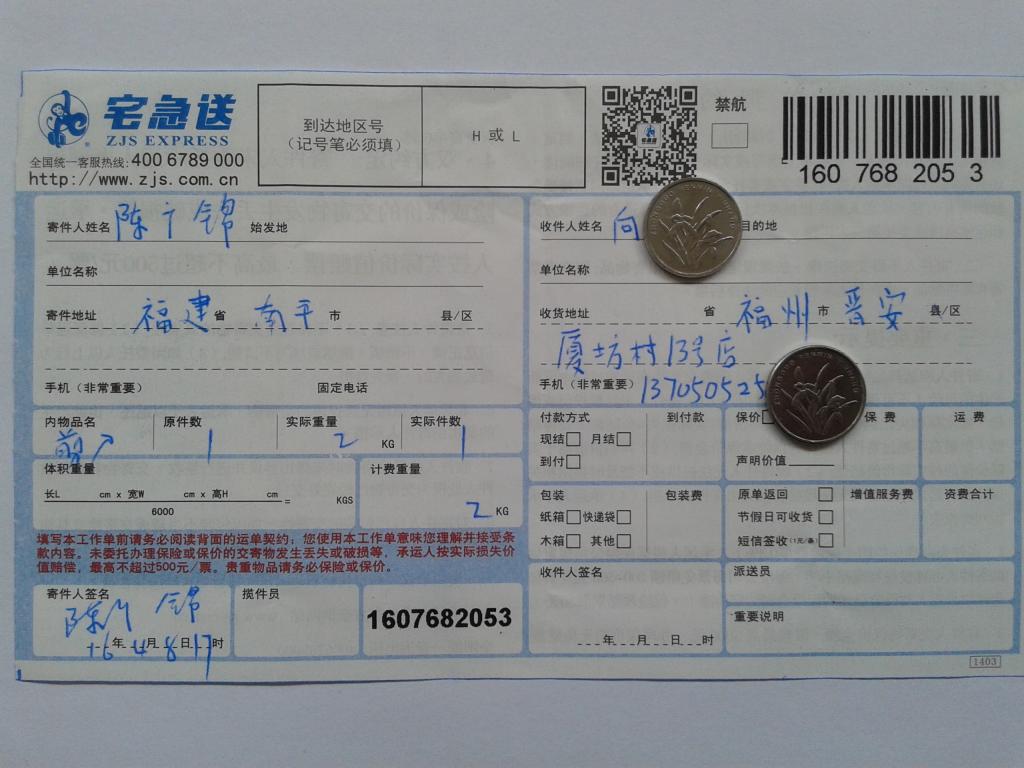 宅急送
ZJS EXPRESS
全国统一客服热线: 400 6789 000
http://www.zjs.com.cn
到达地区号
(记号笔必须填)
H 或 L
禁航
160 768 205 3
寄件人姓名 陈 锦 始发地
单位名称
寄件地址 福建 省 南平 市 县/区
手机(非常重要) 固定电话
收件人姓名 向 目的地
单位名称
收货地址 省 福州 市 晋安 县/区
厦坊村13号店
手机(非常重要) 137050525
内物品名 原件数 实际重量 实际件数
1 2 KG 1
体积重量 计费重量
长L cm x 宽W cm x 高H cm = KGS
6000
2 KG
填写本工作单前请务必阅读背面的运单契约:您使用本工作单意味您理解并接受条
款内容。未委托办理保险或保价的交寄物发生丢失或破损等,承运人按实际损失价
值赔偿,最高不超过500元/票。贵重物品请务必保险或保价。
寄件人签名 揽件员
陈 锦
16 年 4 月 8 日 17 时
1607682053
付款方式 到付款 保价 保费 运费
现结 月结
到付 声明价值
包装 包装费 原单返回 增值服务费 资费合计
纸箱 快递袋 节假日可收货
木箱 其他 短信签收(1元/条)
收件人签名 派送员
重要说明
年 月 日 时
1403